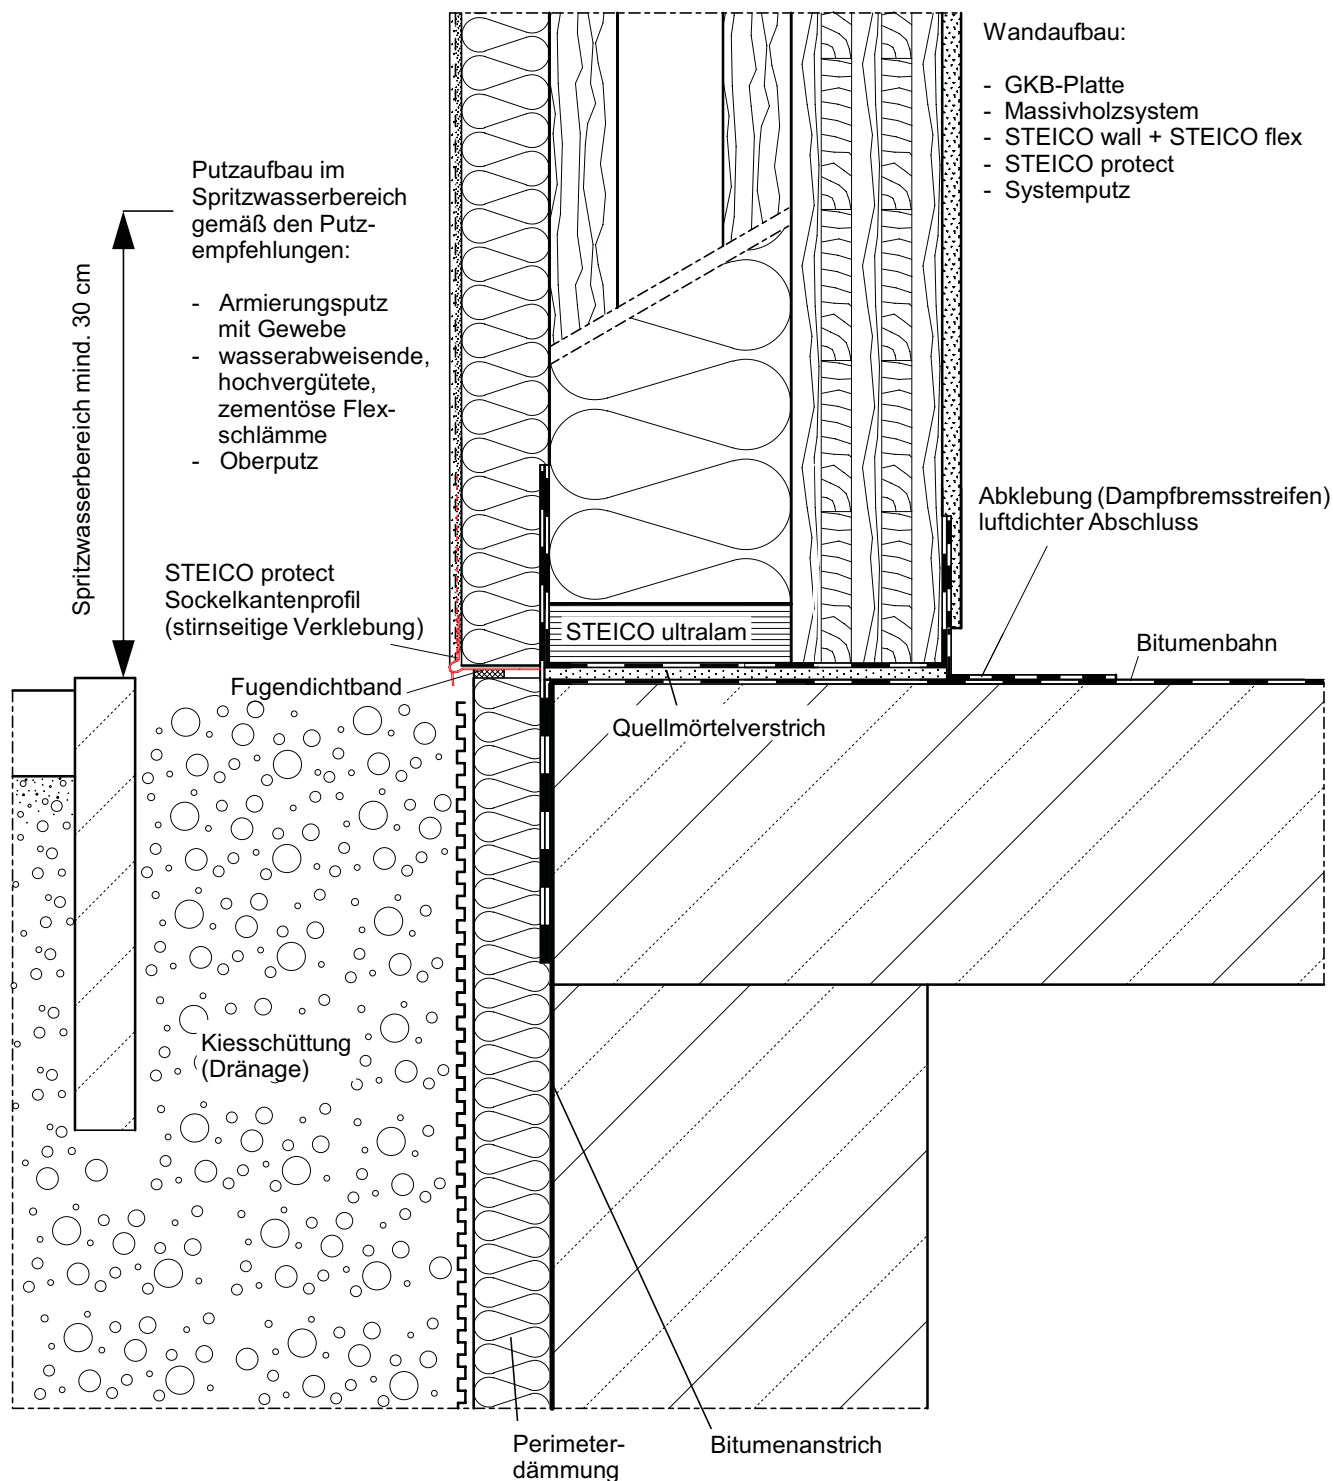 Wandaufbau:
- GKB-Platte
- Massivholzsystem
- STEICO wall + STEICO flex
- STEICO protect
- Systemputz
Putzaufbau im
Spritzwasserbereich
gemäß den Putz-
empfehlungen:
- Armierungsputz
mit Gewebe
- wasserabweisende,
hochvergütete,
zementöse Flex-
schlämme
- Oberputz
Spritzwasserbereich mind. 30 cm
Abklebung (Dampfbremsstreifen)
luftdichter Abschluss
STEICO protect
Sockelkantenprofil
(stirnseitige Verklebung)
STEICO ultralam
Bitumenbahn
Fugendichtband
Quellmörtelverstrich
Kiesschüttung
(Dränage)
Perimeter-
dämmung
Bitumenanstrich